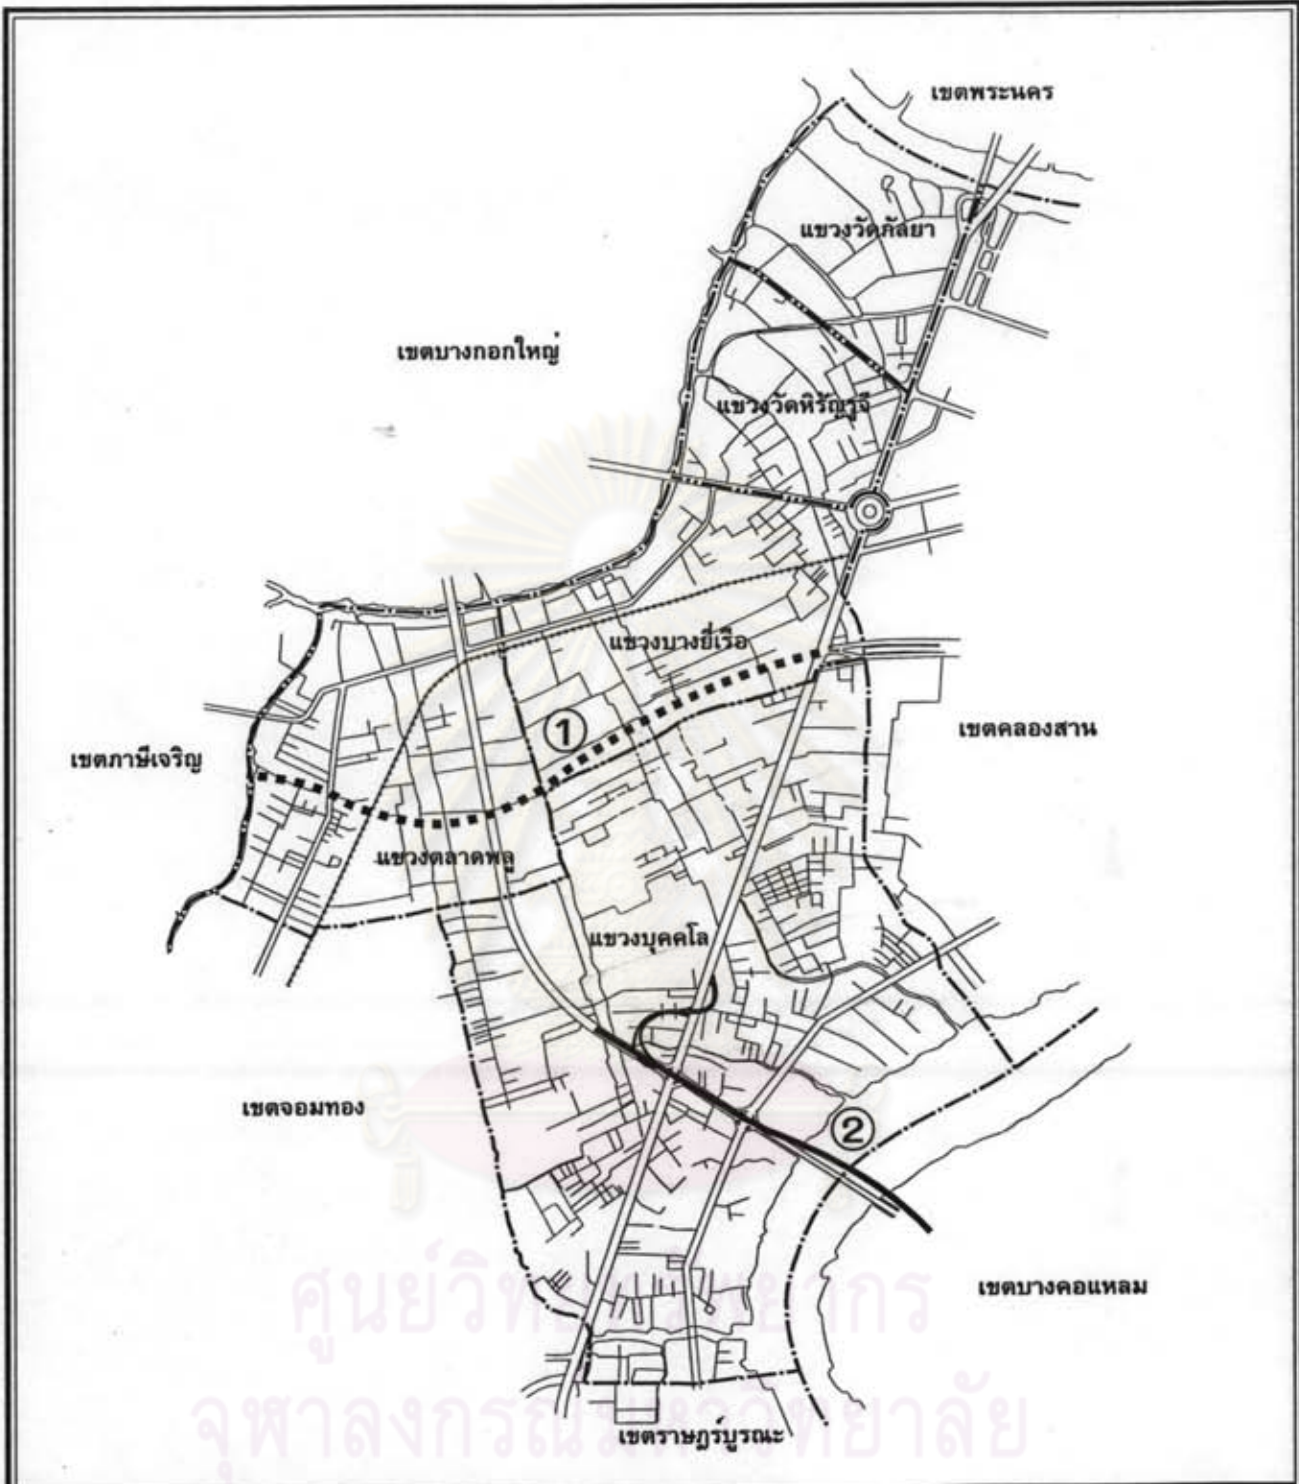 เขตพระนคร
แขวงวัดกัลยา
เขตบางกอกใหญ่
แขวงวัดหิรัญรูจี
แขวงบางยี่เรือ
①
เขตคลองสาน
เขตภาษีเจริญ
แขวงตลาดพลู
แขวงบุคคโล
เขตจอมทอง
②
เขตบางคอแหลม
ศูนย์วิทยทรัพยากร
จุฬาลงกรณ์มหาวิทยาลัย
เขตราษฎร์บูรณะ